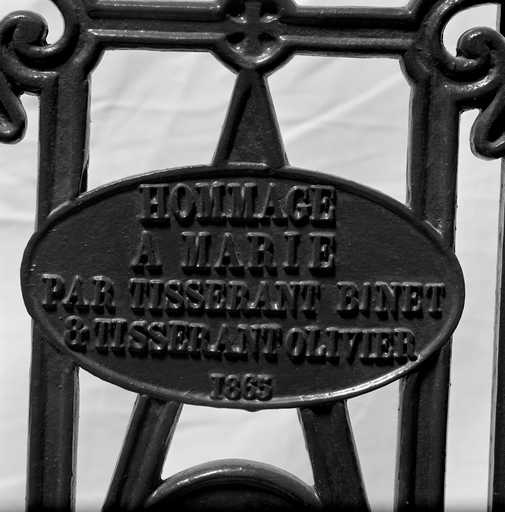 HOMMAGE
A MARIE
PAR TISSERANT BINET
& TISSERANT OLIVIER
1865